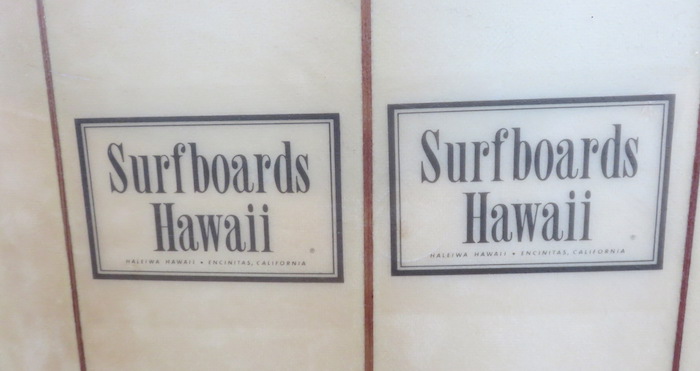 Surfboards
Hawaii
®
HALEIWA HAWAII • ENCINITAS, CALIFORNIA
Surfboards
Hawaii
®
HALEIWA HAWAII • ENCINITAS, CALIFORNIA